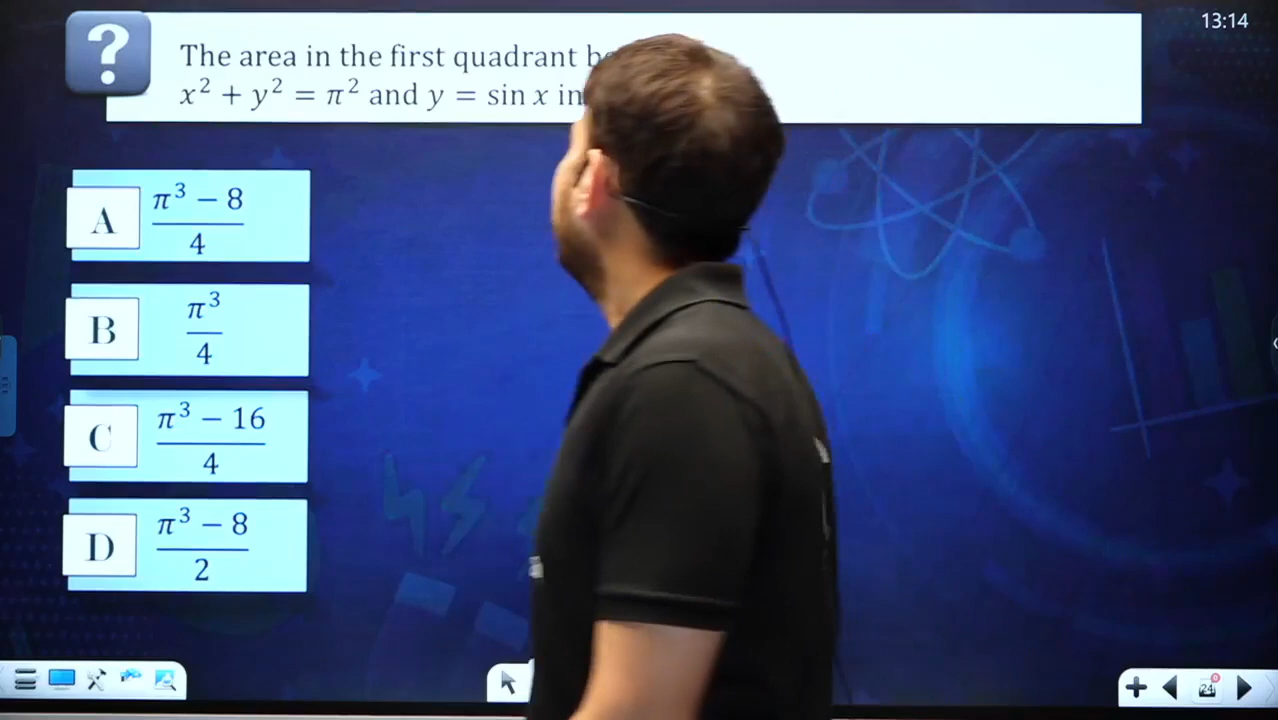 ?
13:14
The area in the first quadrant
x² + y² = π² and y = sin x in
A
π³ − 8
4
B
π³
4
C
π³ − 16
4
D
π³ − 8
2
24